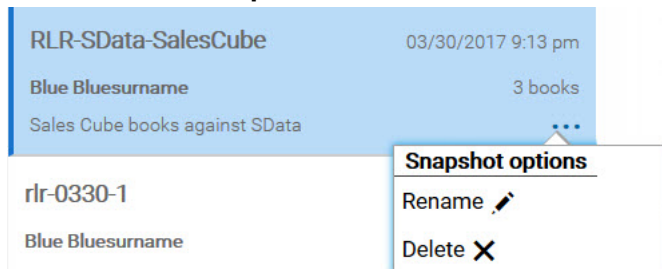 RLR-SData-SalesCube 03/30/2017 9:13 pm
Blue Bluesurname 3 books
Sales Cube books against SData ...
Snapshot options
rlr-0330-1
Rename
Blue Bluesurname
Delete